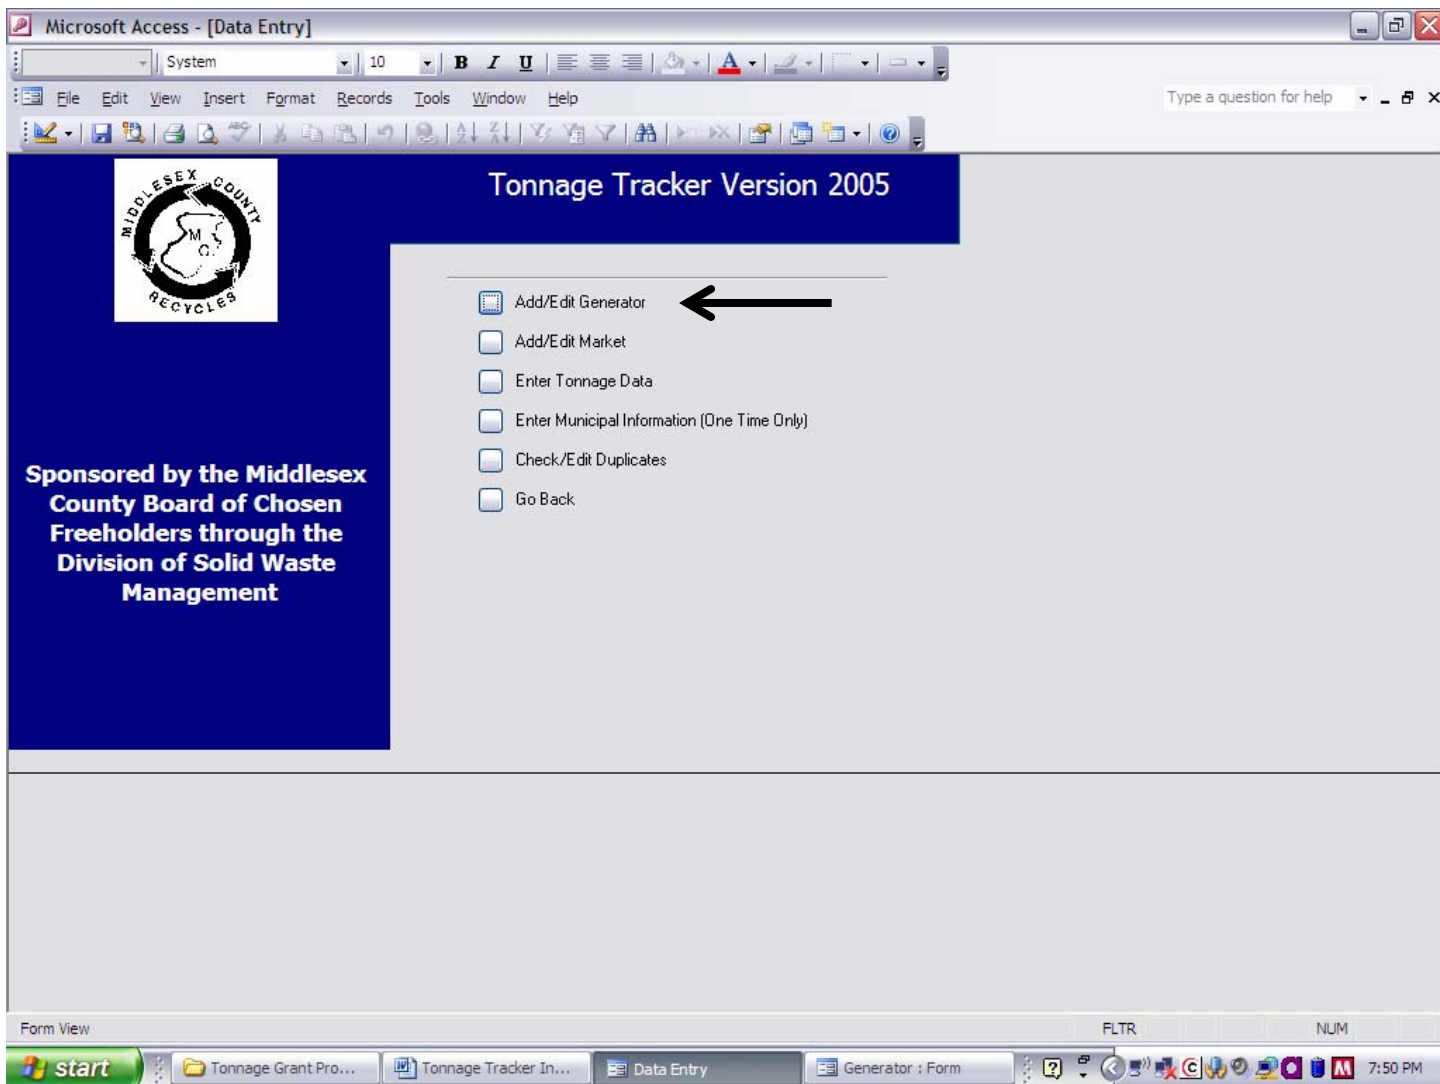 Microsoft Access - [Data Entry]
System 10 B I U A
File Edit View Insert Format Records Tools Window Help
Type a question for help
ABC
MIDDLESEX COUNTY
M
C.
RECYCLES
Tonnage Tracker Version 2005
Add/Edit Generator
Add/Edit Market
Enter Tonnage Data
Enter Municipal Information (One Time Only)
Check/Edit Duplicates
Go Back
Sponsored by the Middlesex
County Board of Chosen
Freeholders through the
Division of Solid Waste
Management
Form View FLTR NUM
start Tonnage Grant Pro... Tonnage Tracker In... Data Entry Generator : Form 7:50 PM